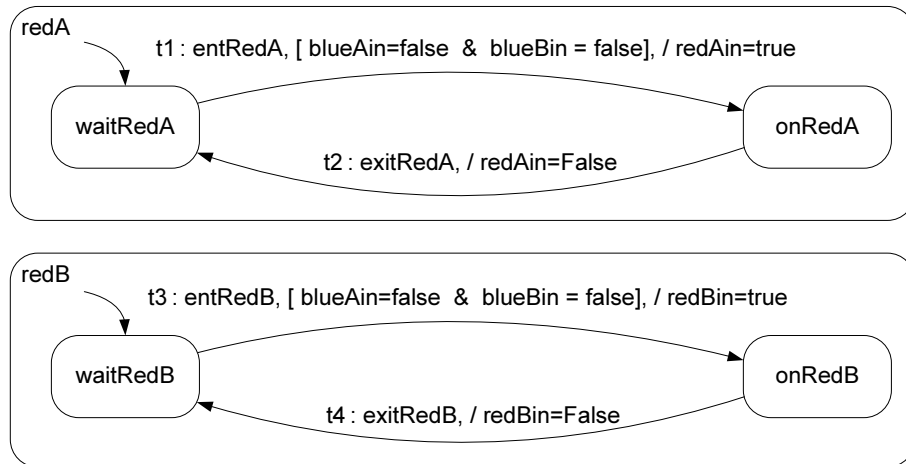 redA
t1 : entRedA, [ blueAin=false & blueBin = false], / redAin=true
waitRedA
onRedA
t2 : exitRedA, / redAin=False
redB
t3 : entRedB, [ blueAin=false & blueBin = false], / redBin=true
waitRedB
onRedB
t4 : exitRedB, / redBin=False